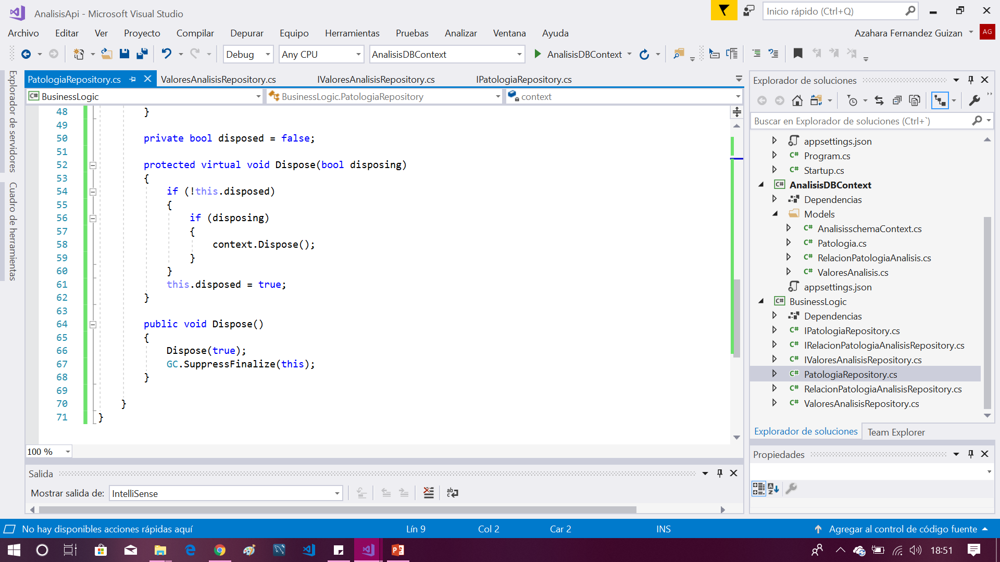 AnalisisApi - Microsoft Visual Studio
Inicio rápido (Ctrl+Q)
Archivo Editar Ver Proyecto Compilar Depurar Equipo Herramientas Pruebas Analizar Ventana Ayuda
Azahara Fernandez Guizan AG
Debug Any CPU AnalisisDBContext AnalisisDBContext
Explorador de servidores
Cuadro de herramientas
PatologiaRepository.cs ValoresAnalisisRepository.cs IValoresAnalisisRepository.cs IPatologiaRepository.cs
BusinessLogic BusinessLogic.PatologiaRepository context
48 }
49
50 private bool disposed = false;
51
52 protected virtual void Dispose(bool disposing)
53 {
54 if (!this.disposed)
55 {
56 if (disposing)
57 {
58 context.Dispose();
59 }
60 }
61 this.disposed = true;
62 }
63
64 public void Dispose()
65 {
66 Dispose(true);
67 GC.SuppressFinalize(this);
68 }
69
70 }
71 }
100 %
Salida
Mostrar salida de: IntelliSense
Explorador de soluciones
Buscar en Explorador de soluciones (Ctrl+`)
appsettings.json
C# Program.cs
C# Startup.cs
C# AnalisisDBContext
Dependencias
Models
C# AnalisisschemaContext.cs
C# Patologia.cs
C# RelacionPatologiaAnalisis.cs
C# ValoresAnalisis.cs
appsettings.json
C# BusinessLogic
Dependencias
C# IPatologiaRepository.cs
C# IRelacionPatologiaAnalisisRepository.cs
C# IValoresAnalisisRepository.cs
C# PatologiaRepository.cs
C# RelacionPatologiaAnalisisRepository.cs
C# ValoresAnalisisRepository.cs
Explorador de soluciones Team Explorer
Propiedades
No hay disponibles acciones rápidas aquí Lín 9 Col 2 Car 2 INS Agregar al control de código fuente
18:51